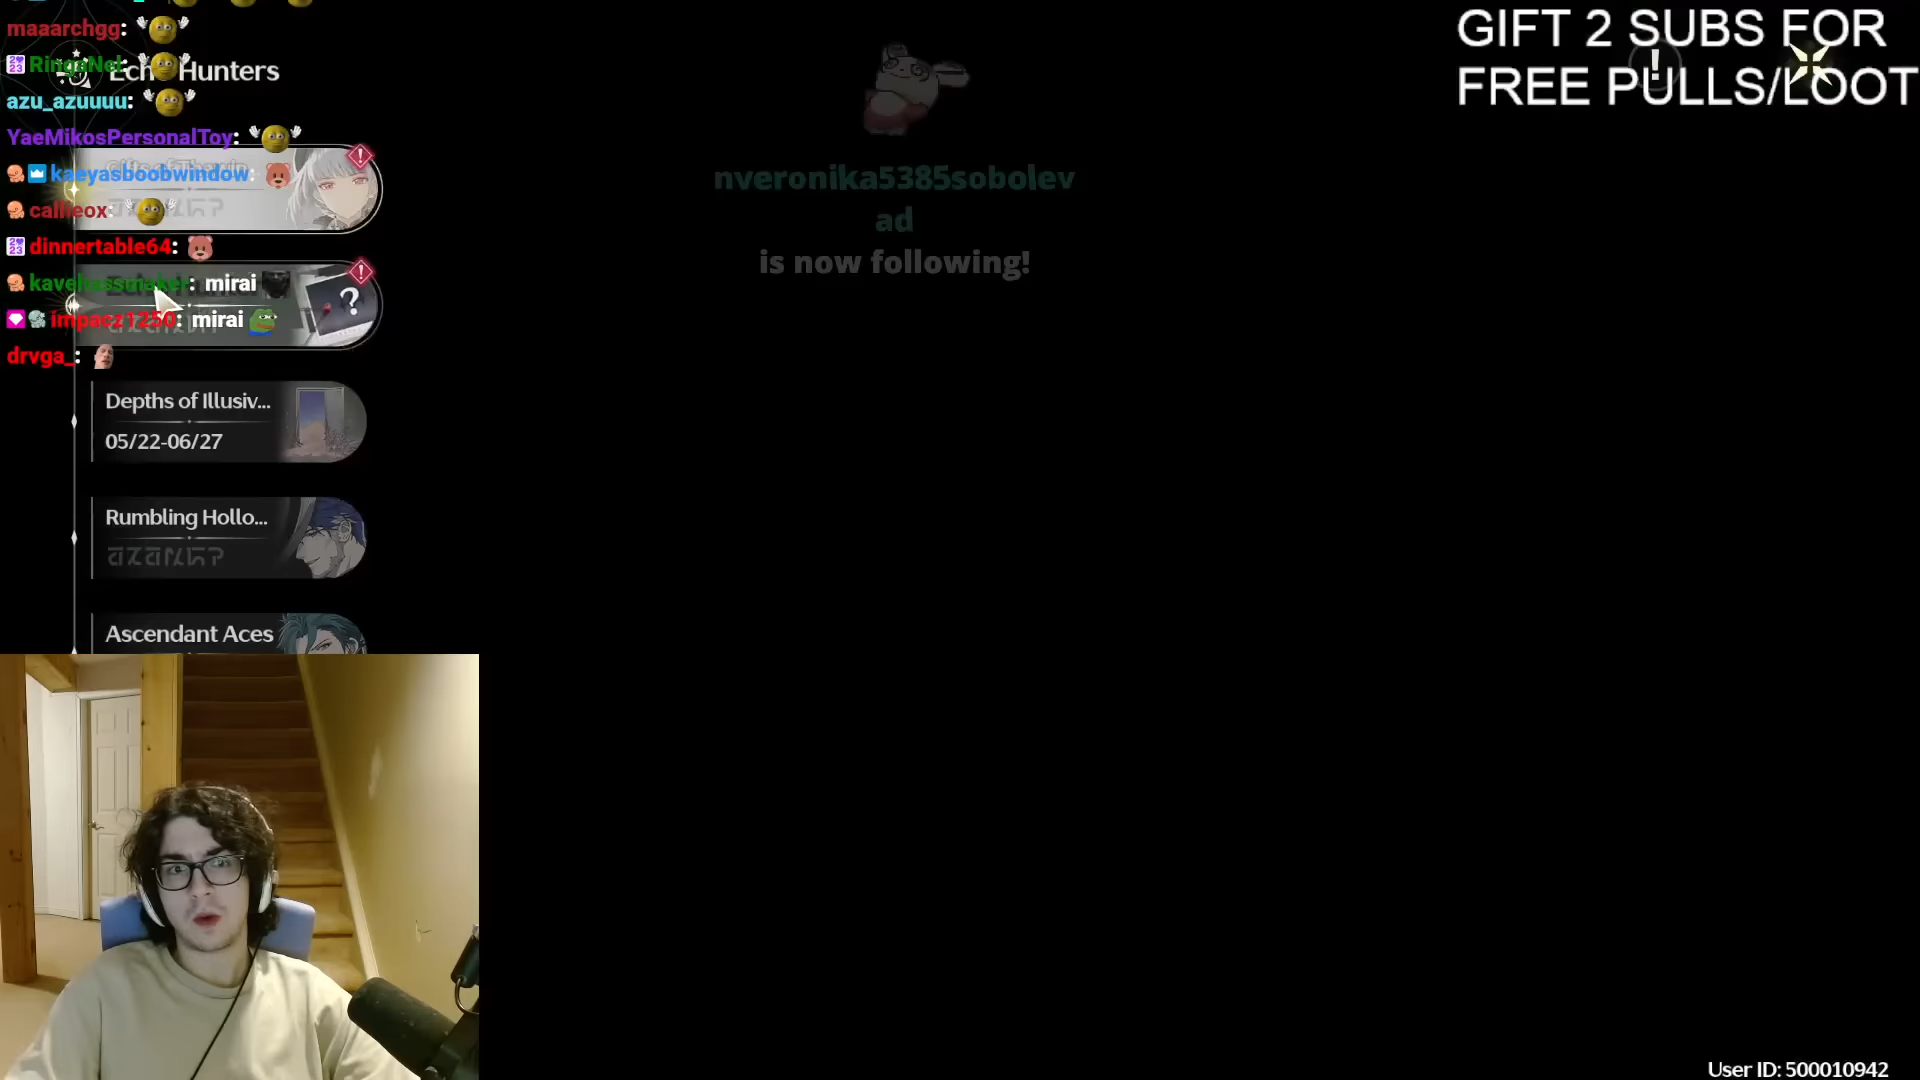 maaarchgg:
GIFT 2 SUBS FOR
FREE PULLS/LOOT
Hunters
azu_azuuuu:
YaeMikosPersonalToy:
kaeyasboobwindow:
callieox:
nveronika5385sobolev
ad
is now following!
dinnertable64:
mirai
impacz1250: mirai
drvga_:
Depths of Illusiv...
05/22-06/27
Rumbling Hollo...
Ascendant Aces
User ID: 500010942